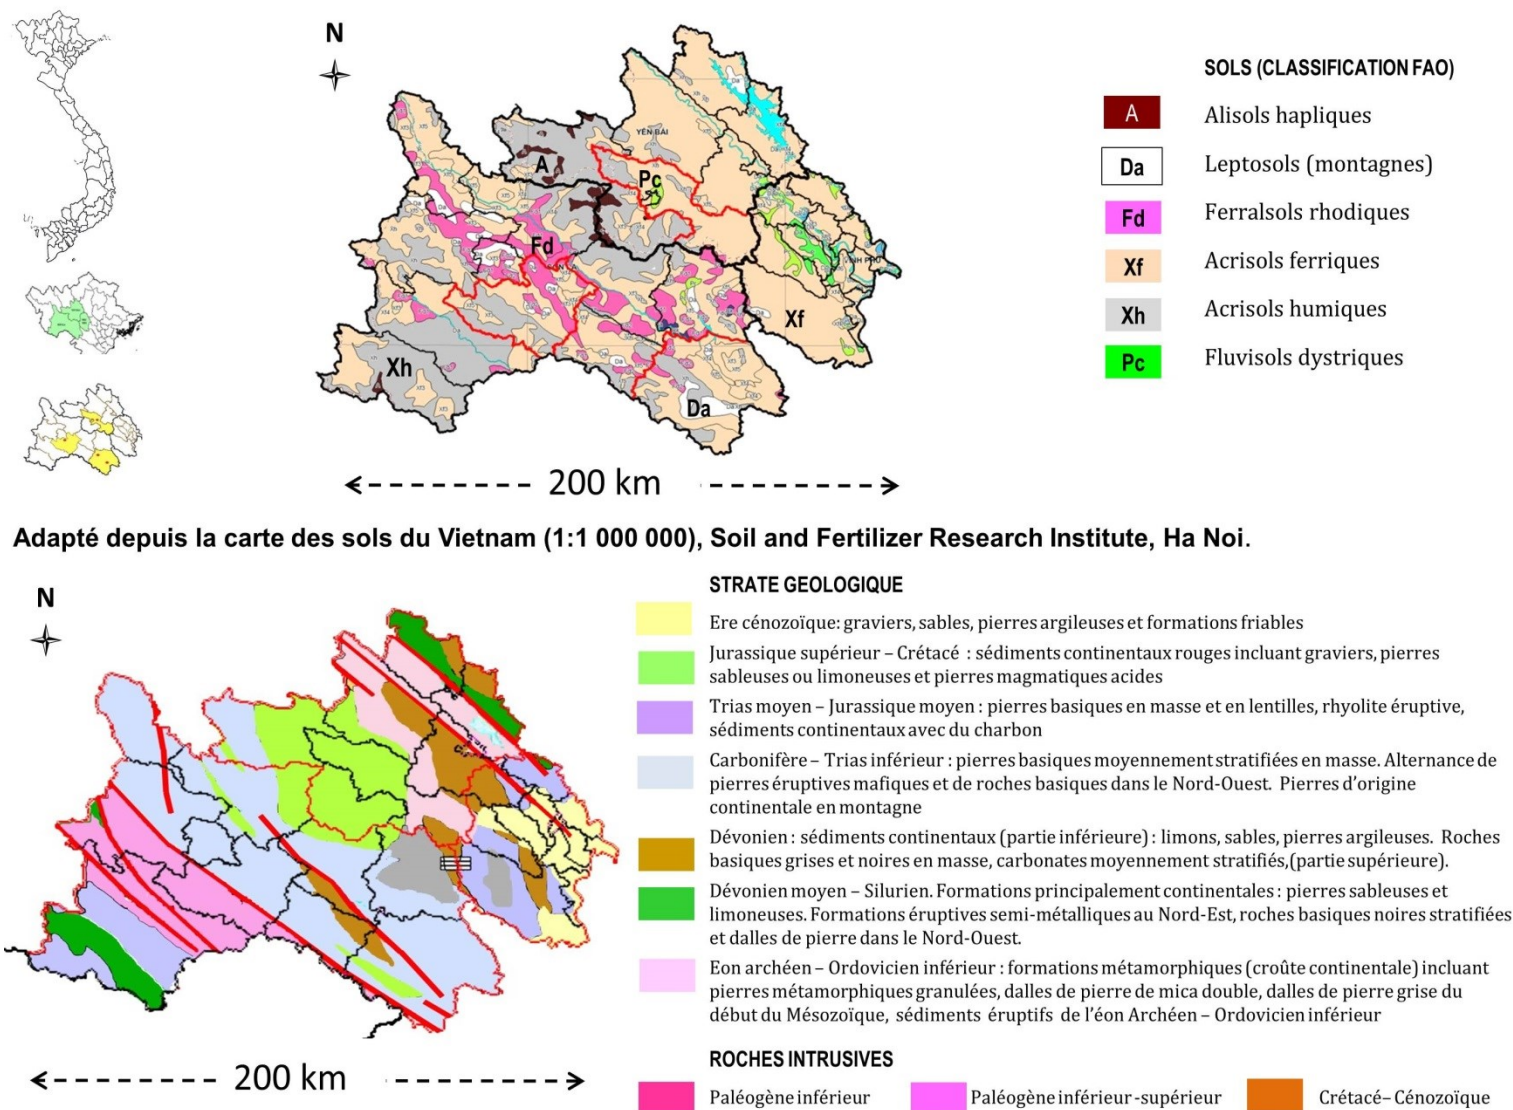 N
SOLS (CLASSIFICATION FAO)
A Alisols hapliques
Da Leptosols (montagnes)
Fd Ferralsols rhodiques
Xf Acrisols ferriques
Xh Acrisols humiques
Pc Fluvisols dystriques
YÊN BÁI
A
Pc
Fd
Xf
Xh
Da
200 km
Adapté depuis la carte des sols du Vietnam (1:1 000 000), Soil and Fertilizer Research Institute, Ha Noi.
N
STRATE GEOLOGIQUE
Ere cénozoïque: graviers, sables, pierres argileuses et formations friables
Jurassique supérieur – Crétacé : sédiments continentaux rouges incluant graviers, pierres
sableuses ou limoneuses et pierres magmatiques acides
Trias moyen – Jurassique moyen : pierres basiques en masse et en lentilles, rhyolite éruptive,
sédiments continentaux avec du charbon
Carbonifère – Trias inférieur : pierres basiques moyennement stratifiées en masse. Alternance de
pierres éruptives mafiques et de roches basiques dans le Nord-Ouest. Pierres d'origine
continentale en montagne
Dévonien : sédiments continentaux (partie inférieure) : limons, sables, pierres argileuses. Roches
basiques grises et noires en masse, carbonates moyennement stratifiés,(partie supérieure).
Dévonien moyen – Silurien. Formations principalement continentales : pierres sableuses et
limoneuses. Formations éruptives semi-métalliques au Nord-Est, roches basiques noires stratifiées
et dalles de pierre dans le Nord-Ouest.
Eon archéen – Ordovicien inférieur : formations métamorphiques (croûte continentale) incluant
pierres métamorphiques granulées, dalles de pierre de mica double, dalles de pierre grise du
début du Mésozoïque, sédiments éruptifs de l'éon Archéen – Ordovicien inférieur
200 km
ROCHES INTRUSIVES
Paléogène inférieur
Paléogène inférieur -supérieur
Crétacé– Cénozoïque